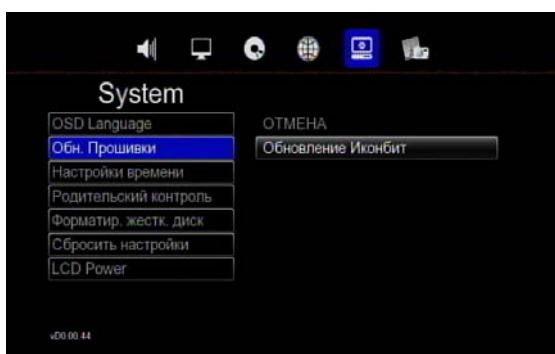 System
OSD Language
ОТМЕНА
Обн. Прошивки
Обновление Иконбит
Настройки времени
Родительский контроль
Форматир. жестк. диск
Сбросить настройки
LCD Power
vD0.00.44